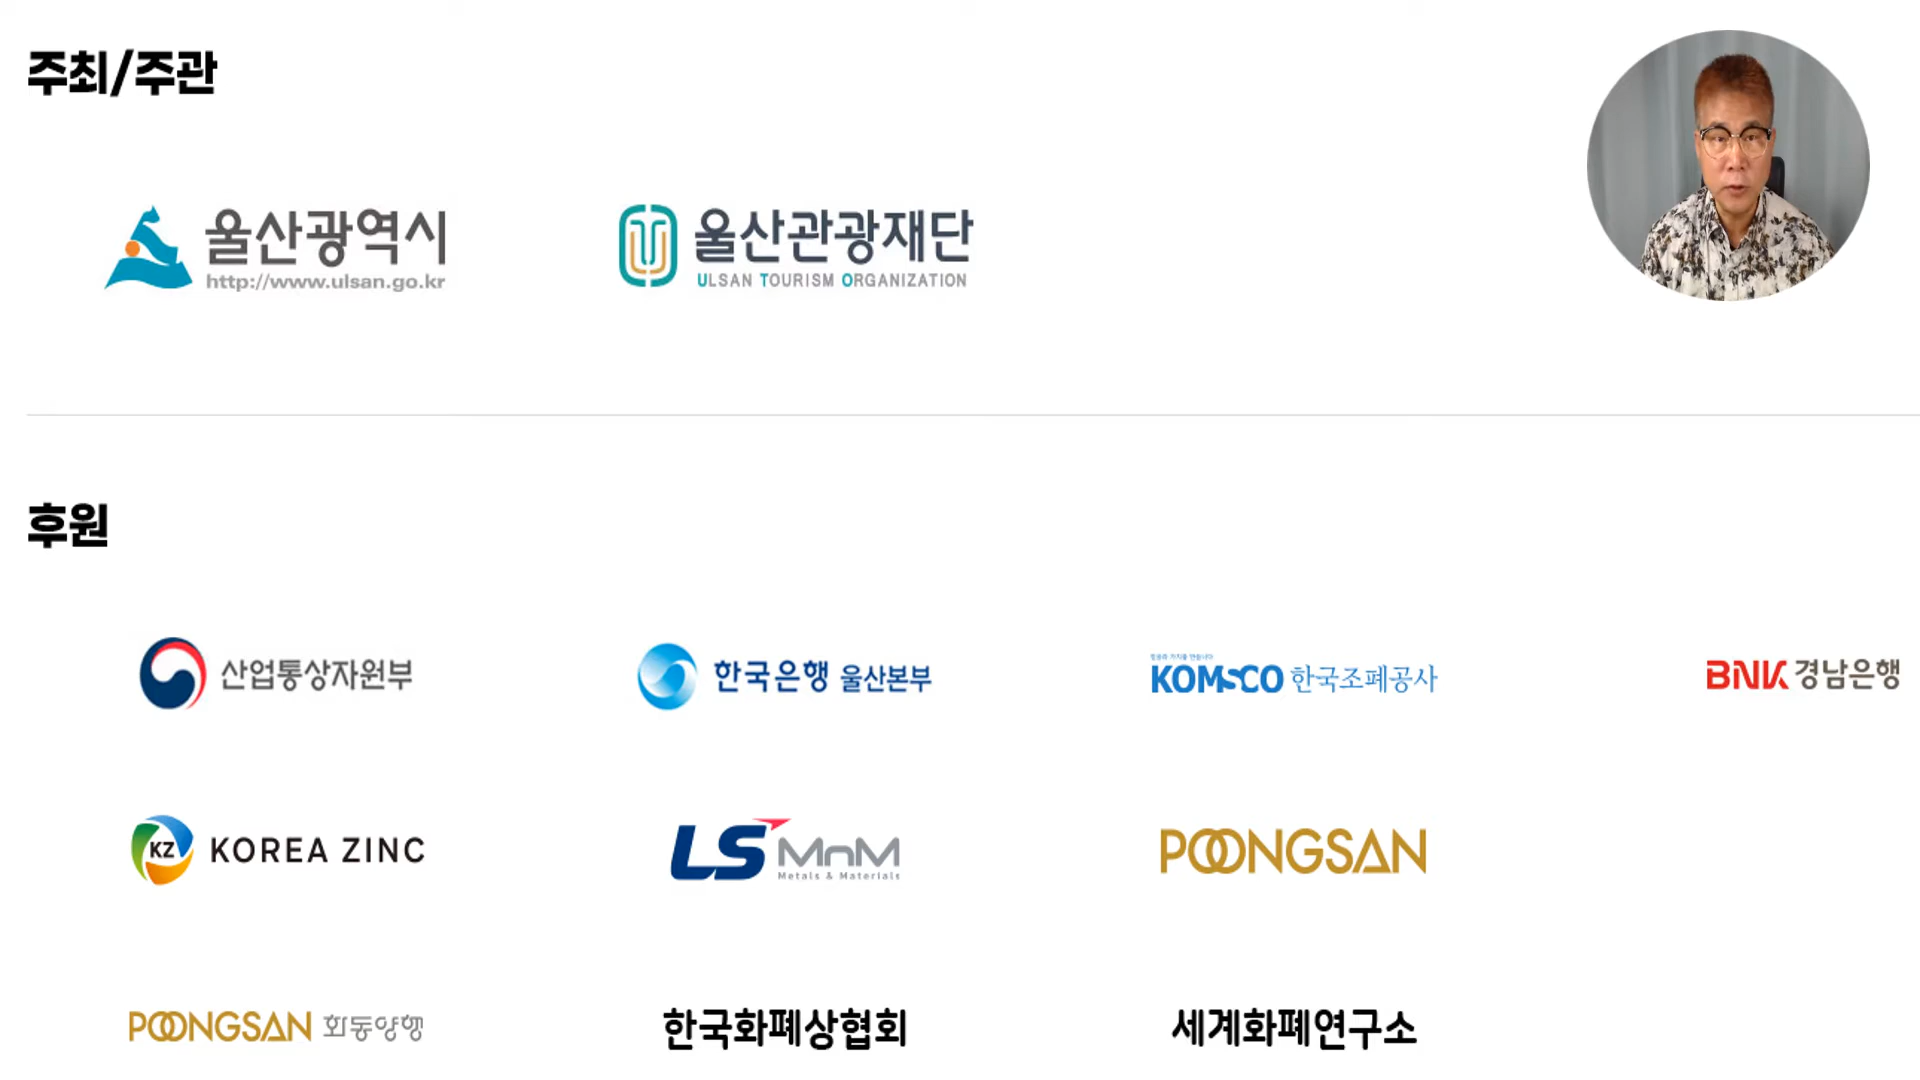 주최/주관
울산광역시
http://www.ulsan.go.kr
울산관광재단
ULSAN TOURISM ORGANIZATION
후원
산업통상자원부
한국은행 울산본부
KOMSCO 한국조폐공사
BNK 경남은행
KZ KOREA ZINC
LS MnM
Metals & Materials
POONGSAN
POONGSAN 화동양행
한국화폐상협회
세계화폐연구소